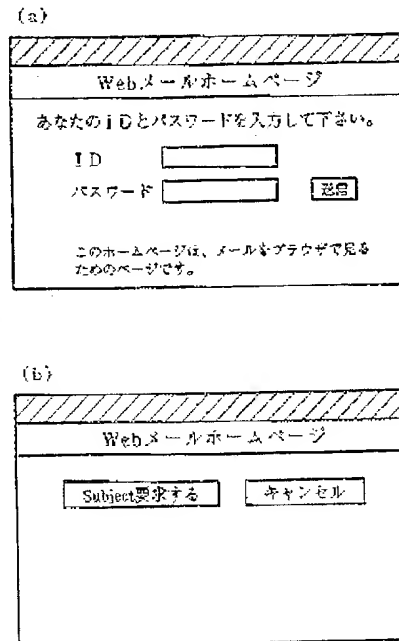 (a)
Webメールホームページ
あなたのIDとパスワードを入力して下さい。
ID
パスワード 送信
このホームページは、メールをブラウザで見る
ためのページです。
(b)
Webメールホームページ
Subject要求する キャンセル